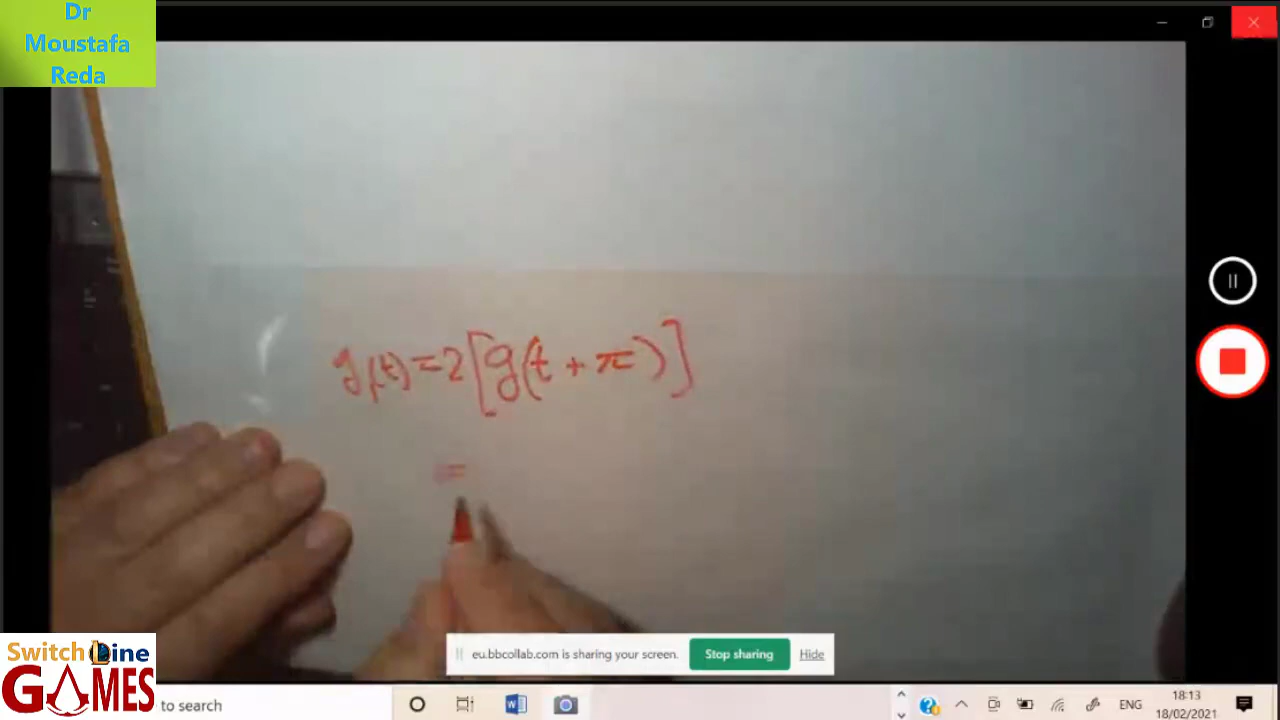 Dr
Moustafa
Reda
g₁(t) = 2[g(t + π)]
=
eu.bbcollab.com is sharing your screen. Stop sharing Hide
Switch Line
GAMES
to search
ENG
18:13
18/02/2021